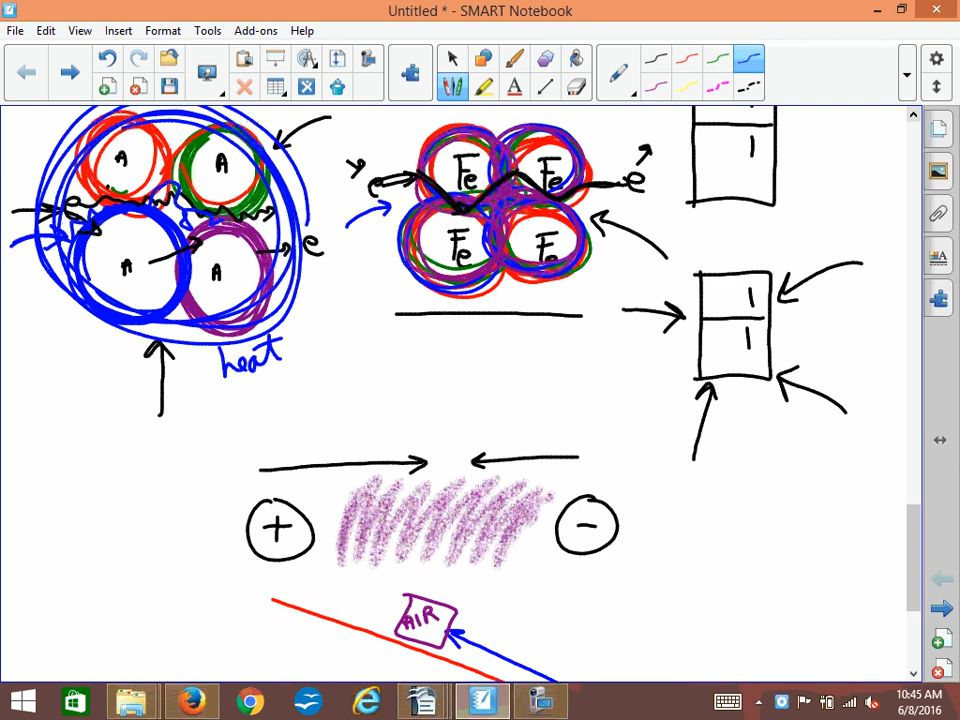 Untitled * - SMART Notebook
File Edit View Insert Format Tools Add-ons Help
A A
Fe Fe
1
e e e
A A e
Fe Fe
1
1
heat
+ -
AIR
10:45 AM
6/8/2016